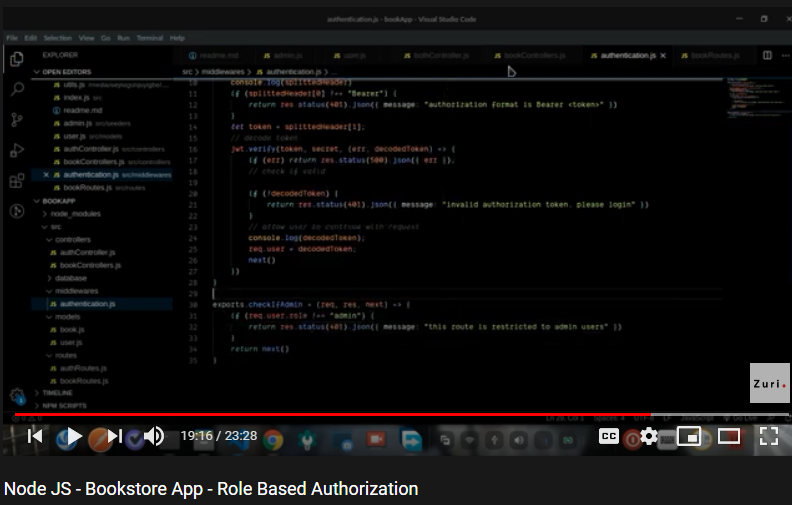 authentication.js - bookApp - Visual Studio Code
File Edit Selection View Go Run Terminal Help
EXPLORER
readme.md admin.js user.js authController.js bookControllers.js authentication.js bookRoutes.js
OPEN EDITORS
src > middlewares > JS authentication.js > ...
utils.js
index.js src
readme.md
admin.js src/seeders
user.js src/models
authController.js src/controllers
bookControllers.js src/controllers
authentication.js src/middlewares
bookRoutes.js src/routes
BOOKAPP
node_modules
src
controllers
authController.js
bookControllers.js
database
middlewares
authentication.js
models
book.js
user.js
routes
authRoutes.js
bookRoutes.js
TIMELINE
NPM SCRIPTS
10 console.log(splittedHeader)
11 if (splittedHeader[0] !== "Bearer") {
12 return res.status(401).json({ message: "authorization format is Bearer <token>" })
13 }
14 let token = splittedHeader[1];
15 // decode token
16 jwt.verify(token, secret, (err, decodedToken) => {
17 if (err) return res.status(500).json({ err });
18 // check if valid
19
20 if (!decodedToken) {
21 return res.status(401).json({ message: "invalid authorization token, please login" })
22 }
23 // allow user to continue with request
24 console.log(decodedToken);
25 req.user = decodedToken;
26 next()
27 })
28 }
29
30 exports.checkIfAdmin = (req, res, next) => {
31 if (req.user.role !== "admin") {
32 return res.status(401).json({ message: "this route is restricted to admin users" })
33 }
34 return next()
35 }
Zuri.
19:16 / 23:28
CC
Node JS - Bookstore App - Role Based Authorization